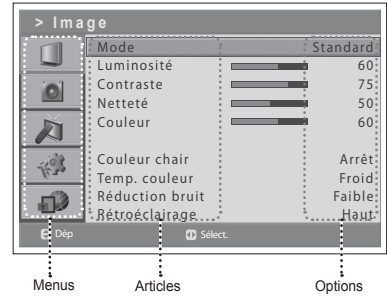 > Image
Mode Standard
Luminosité 60
Contraste 75
Netteté 50
Couleur 60
Couleur chair Arrêt
Temp. couleur Froid
Réduction bruit Faible
Rétroéclairage Haut
Dép Sélect.
Menus Articles Options